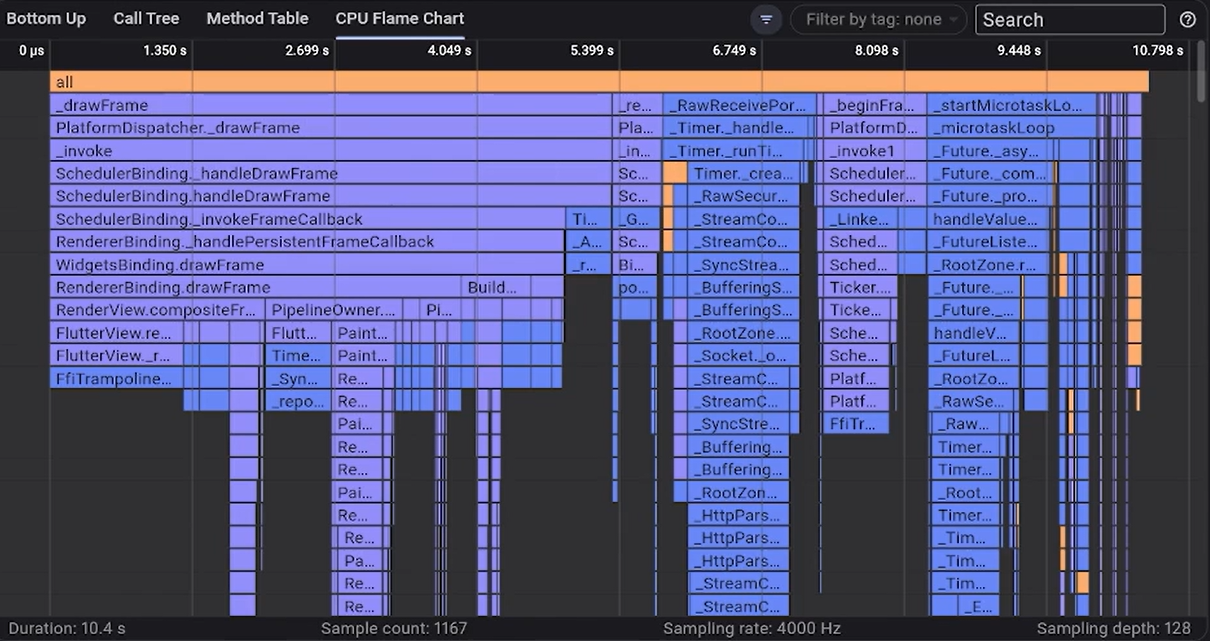 Bottom Up Call Tree Method Table CPU Flame Chart Filter by tag: none Search
0 µs 1.350 s 2.699 s 4.049 s 5.399 s 6.749 s 8.098 s 9.448 s 10.798 s
all
_drawFrame _re... _RawReceivePor... _beginFra... _startMicrotaskLo...
PlatformDispatcher._drawFrame Pla... _Timer._handle... PlatformD... _microtaskLoop
_invoke _in... _Timer._runTi... _invoke1 _Future._asy...
SchedulerBinding._handleDrawFrame Sc... Timer._crea... Scheduler... _Future._com...
SchedulerBinding.handleDrawFrame Sc... _RawSecur... Scheduler... _Future._pro...
SchedulerBinding._invokeFrameCallback Ti... _G... _StreamCo... _Linke... handleValue...
RendererBinding._handlePersistentFrameCallback _A... Sc... _StreamCo... Sched... _FutureListe...
WidgetsBinding.drawFrame _r... Bi... _SyncStrea... Sched... _RootZone.r...
RendererBinding.drawFrame Build... po... _BufferingS... Ticker.... _Future._...
RenderView.compositeFr... PipelineOwner.... Pi... _BufferingS... Ticke... _Future._...
FlutterView.re... Flutt... Paint... _RootZone.... Sche... handleV...
FlutterView._r... Time... Paint... _Socket._o... Sche... _FutureL...
FfiTrampoline... _Syn... Re... _StreamC... Platf... _RootZo...
_repo... Re... _StreamC... Platf... _RawSe...
Pai... _SyncStre... FfiTr... _Raw...
Re... _Buffering... Timer...
Re... _Buffering... Timer...
Pai... _RootZon... _Root...
Re... _HttpPars... Timer...
Re... _HttpPars... _Tim...
Pa... _HttpPars... _Tim...
Re... _StreamC... _Tim...
Re... _StreamC... _E...
Duration: 10.4 s Sample count: 1167 Sampling rate: 4000 Hz Sampling depth: 128